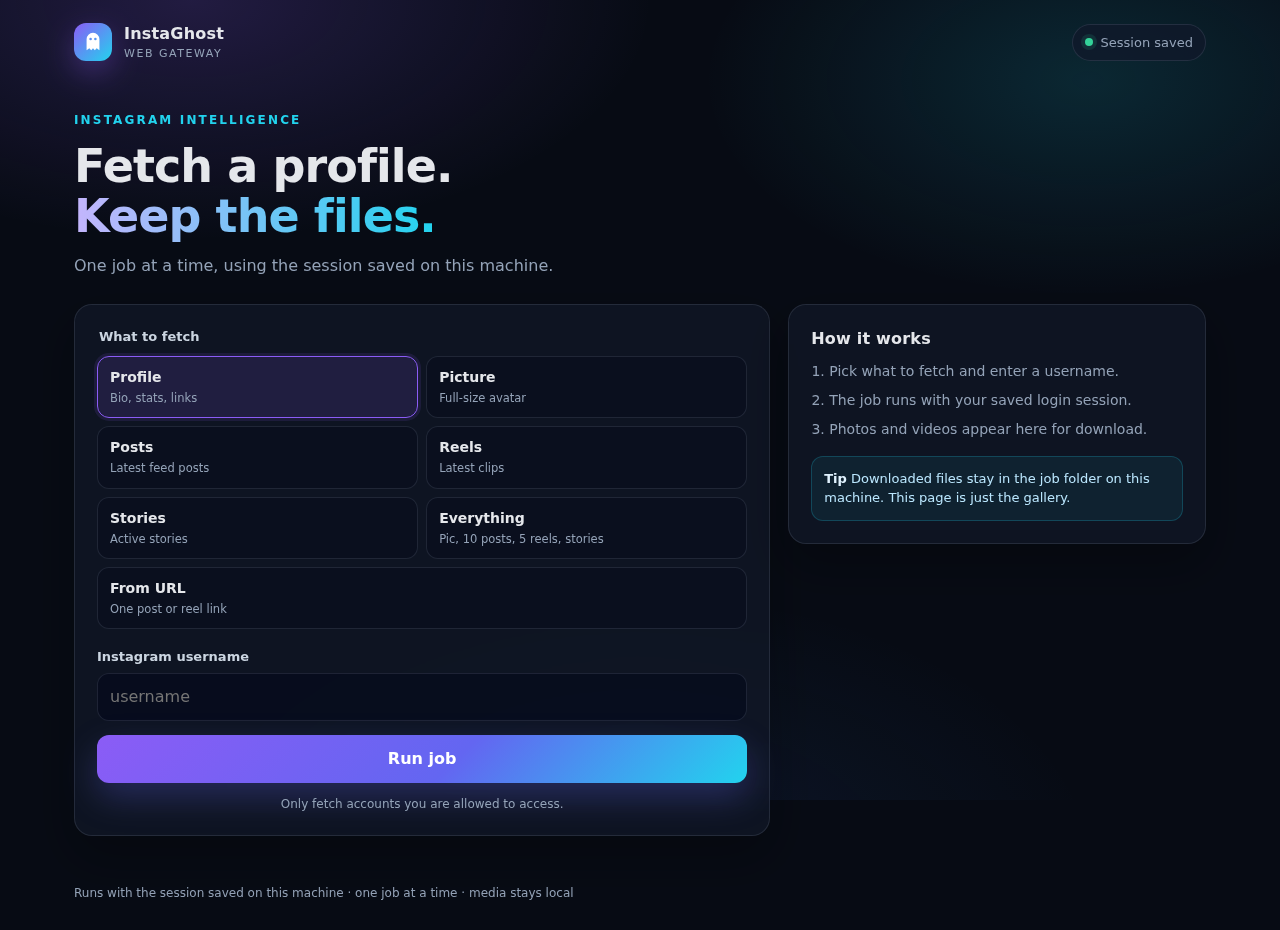 InstaGhost
WEB GATEWAY
Session saved
INSTAGRAM INTELLIGENCE
Fetch a profile.
Keep the files.
One job at a time, using the session saved on this machine.
What to fetch
Profile
Bio, stats, links
Picture
Full-size avatar
Posts
Latest feed posts
Reels
Latest clips
Stories
Active stories
Everything
Pic, 10 posts, 5 reels, stories
From URL
One post or reel link
Instagram username
username
Run job
Only fetch accounts you are allowed to access.
How it works
1. Pick what to fetch and enter a username.
2. The job runs with your saved login session.
3. Photos and videos appear here for download.
Tip Downloaded files stay in the job folder on this
machine. This page is just the gallery.
Runs with the session saved on this machine · one job at a time · media stays local